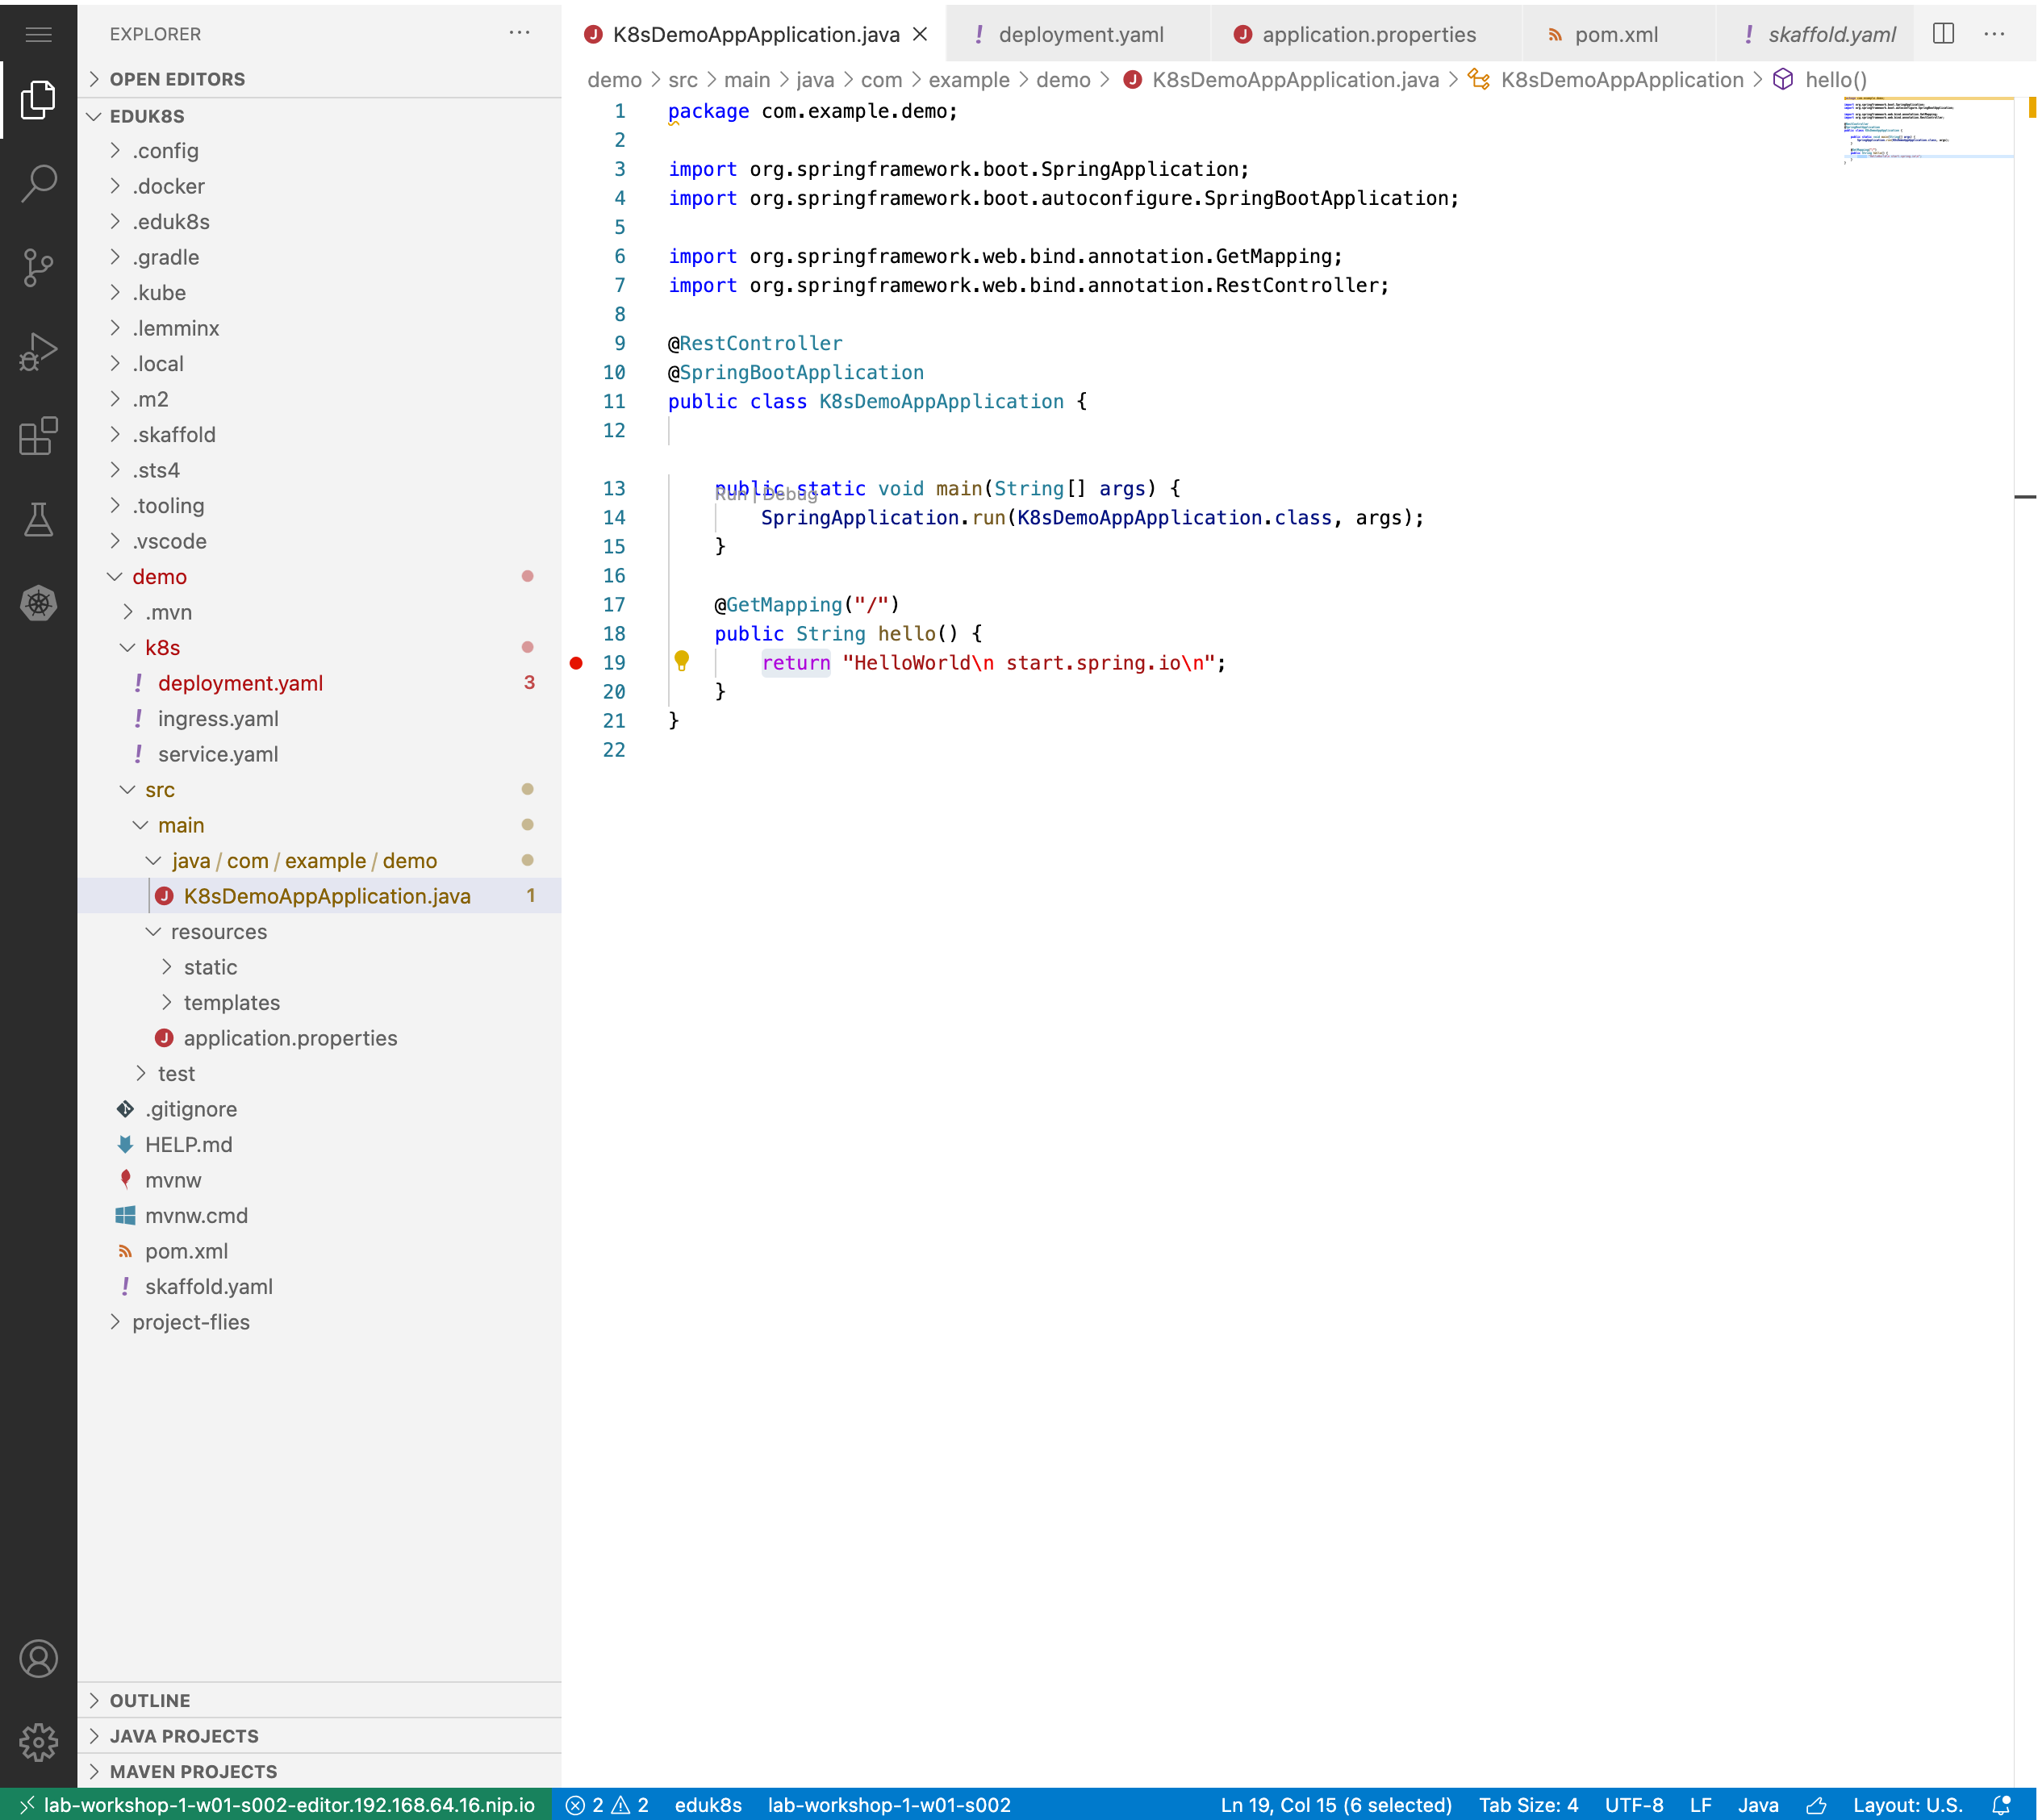 EXPLORER
OPEN EDITORS
EDUK8S
.config
.docker
.eduk8s
.gradle
.kube
.lemminx
.local
.m2
.skaffold
.sts4
.tooling
.vscode
demo
.mvn
k8s
! deployment.yaml 3
! ingress.yaml
! service.yaml
src
main
java / com / example / demo
J K8sDemoAppApplication.java 1
resources
static
templates
J application.properties
test
.gitignore
HELP.md
mvnw
mvnw.cmd
pom.xml
! skaffold.yaml
project-flies
OUTLINE
JAVA PROJECTS
MAVEN PROJECTS
J K8sDemoAppApplication.java ! deployment.yaml J application.properties pom.xml ! skaffold.yaml
demo > src > main > java > com > example > demo > J K8sDemoAppApplication.java > K8sDemoAppApplication > hello()
1 package com.example.demo;
2
3 import org.springframework.boot.SpringApplication;
4 import org.springframework.boot.autoconfigure.SpringBootApplication;
5
6 import org.springframework.web.bind.annotation.GetMapping;
7 import org.springframework.web.bind.annotation.RestController;
8
9 @RestController
10 @SpringBootApplication
11 public class K8sDemoAppApplication {
12
Run | Debug
13 public static void main(String[] args) {
14 SpringApplication.run(K8sDemoAppApplication.class, args);
15 }
16
17 @GetMapping("/")
18 public String hello() {
19 return "HelloWorld\n start.spring.io\n";
20 }
21 }
22
lab-workshop-1-w01-s002-editor.192.168.64.16.nip.io 2 2 eduk8s lab-workshop-1-w01-s002 Ln 19, Col 15 (6 selected) Tab Size: 4 UTF-8 LF Java Layout: U.S.